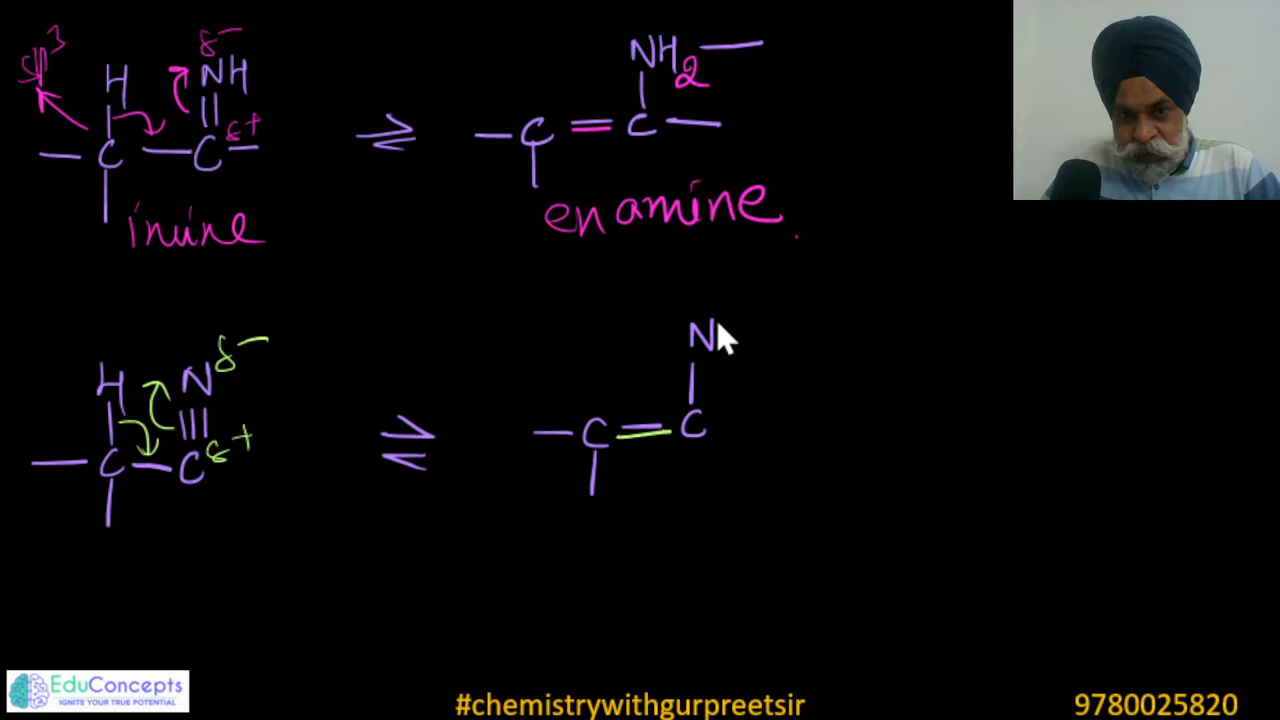 sp³
H
δ−
NH
— C — C δ+ —
imine
⇌
NH2 —
— C = C —
enamine.
H
N δ−
— C — C δ+
⇌
N
— C = C
EduConcepts
IGNITE YOUR TRUE POTENTIAL
#chemistrywithgurpreetsir
9780025820